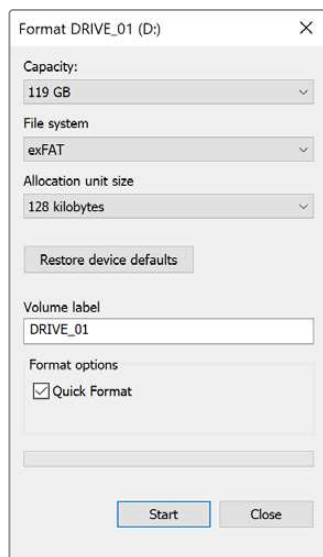 Format DRIVE_01 (D:)
Capacity:
119 GB
File system
exFAT
Allocation unit size
128 kilobytes
Restore device defaults
Volume label
DRIVE_01
Format options
Quick Format
Start Close